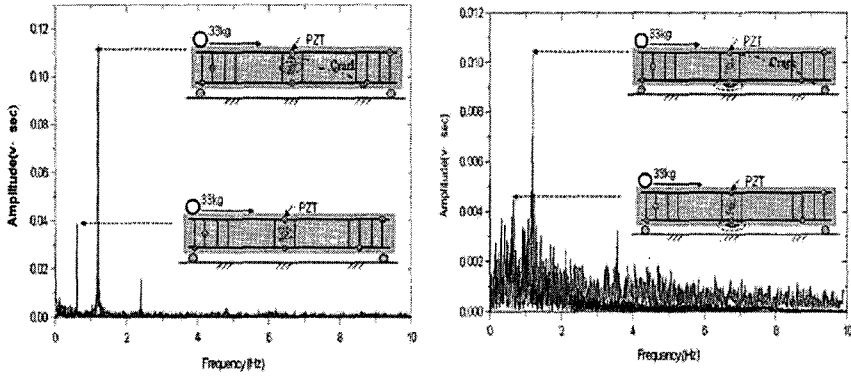 0.12
0.10
0.08
0.06
0.04
0.02
0.00
Amplitude(v· sec)
33kg
PZT
Crack
33kg
PZT
0 2 4 6 8 10
Frequency(Hz)
0.012
0.010
0.008
0.006
0.004
0.002
0.000
Amplitude(v· sec)
33kg
PZT
Crack
33kg
PZT
0 2 4 6 8 10
Frequency(Hz)